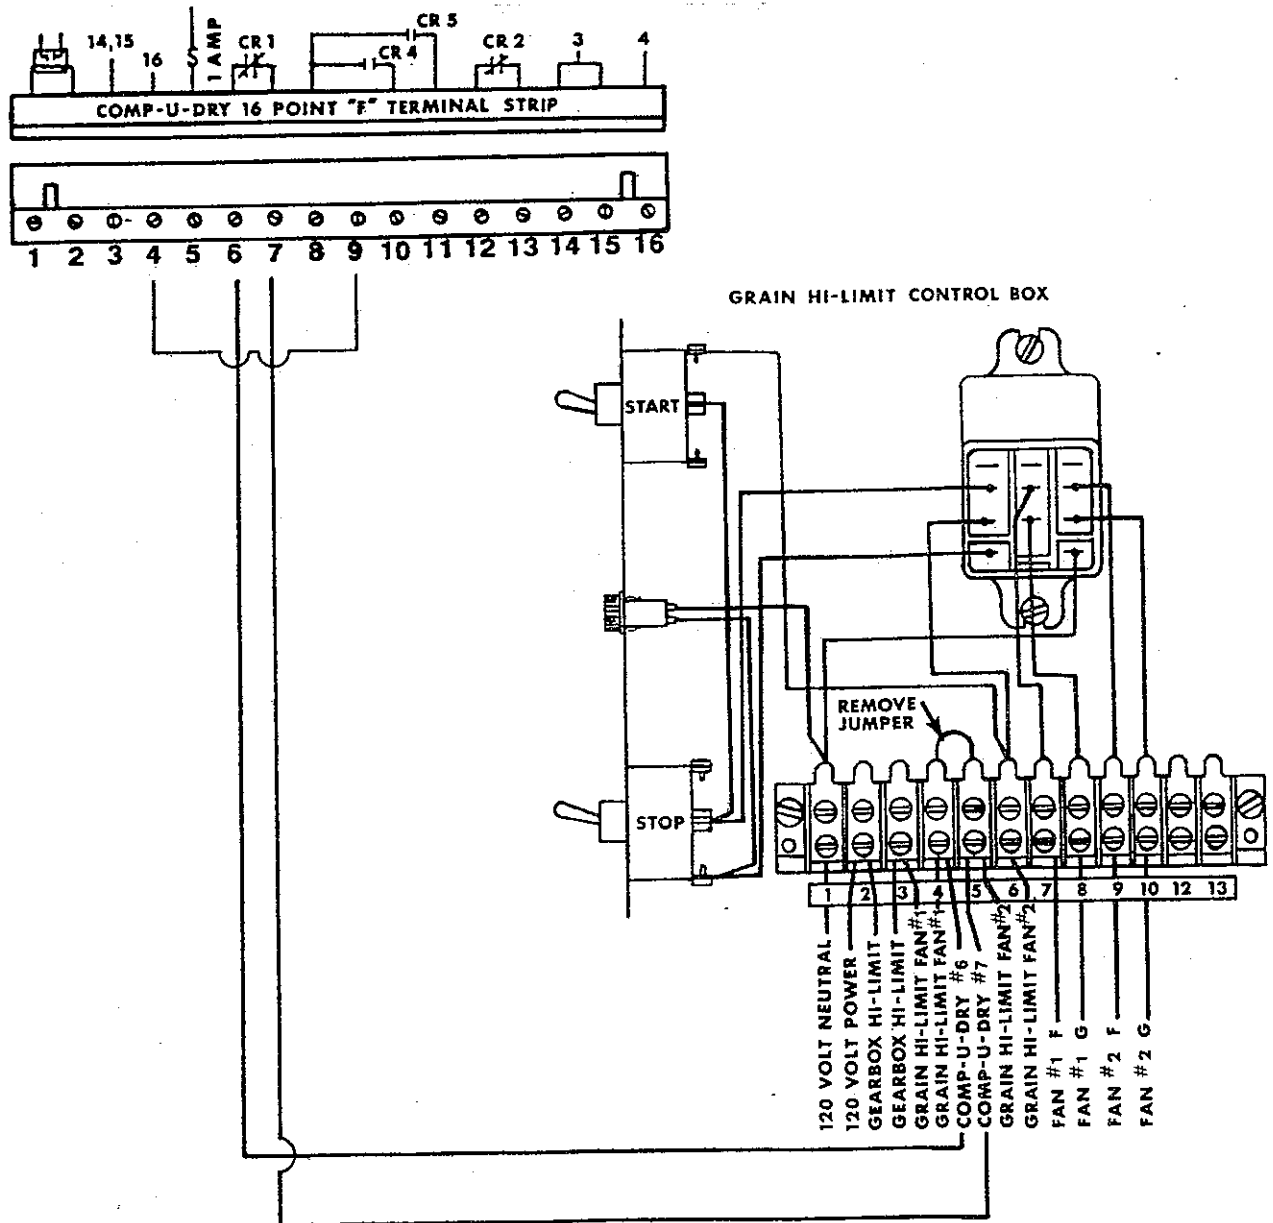 14,15
16
1 AMP
CR 1
CR 5
CR 4
CR 2
3
4
COMP-U-DRY 16 POINT "F" TERMINAL STRIP
1 2 3 4 5 6 7 8 9 10 11 12 13 14 15 16
GRAIN HI-LIMIT CONTROL BOX
START
REMOVE
JUMPER
STOP
1 2 3 4 5 6 7 8 9 10 12 13
120 VOLT NEUTRAL
120 VOLT POWER
GEARBOX HI-LIMIT
GEARBOX HI-LIMIT
GRAIN HI-LIMIT FAN #1
GRAIN HI-LIMIT FAN #1
COMP-U-DRY #6
COMP-U-DRY #7
GRAIN HI-LIMIT FAN #2
GRAIN HI-LIMIT FAN #2
FAN #1 F
FAN #1 G
FAN #2 F
FAN #2 G